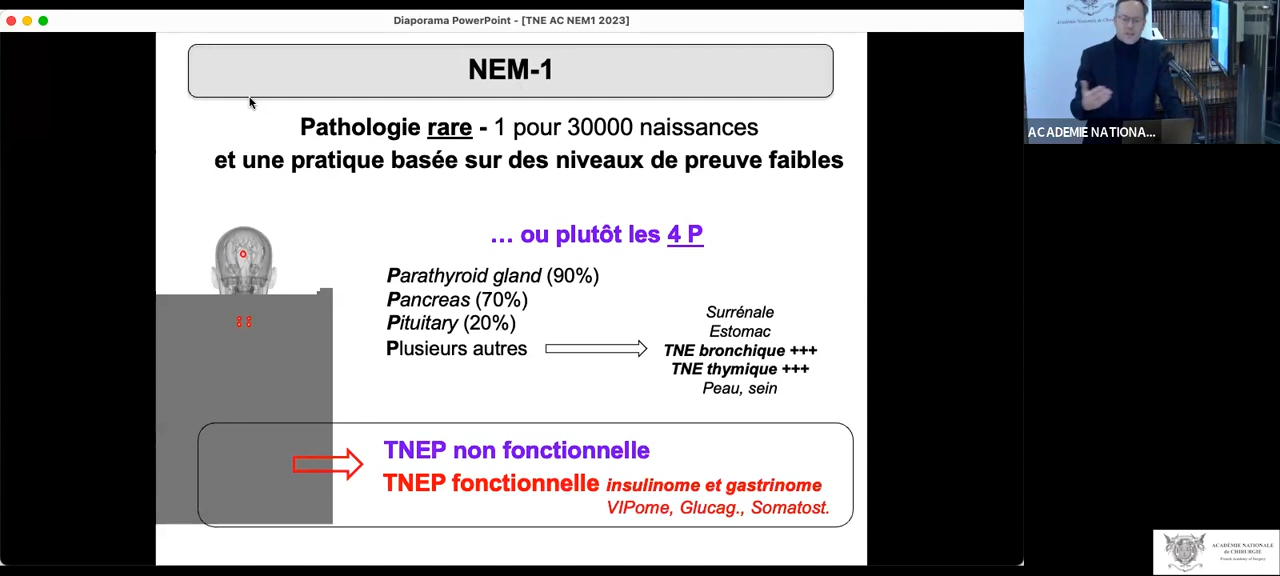 Diaporama PowerPoint - [TNE AC NEM1 2023]
NEM-1
Pathologie rare - 1 pour 30000 naissances
et une pratique basée sur des niveaux de preuve faibles
… ou plutôt les 4 P
Parathyroid gland (90%)
Pancreas (70%)
Pituitary (20%)
Plusieurs autres
Surrénale
Estomac
TNE bronchique +++
TNE thymique +++
Peau, sein
TNEP non fonctionnelle
TNEP fonctionnelle insulinome et gastrinome
VIPome, Glucag., Somatost.
ACADEMIE NATIONA...
ACADÉMIE NATIONALE
de CHIRURGIE
French Academy of Surgery